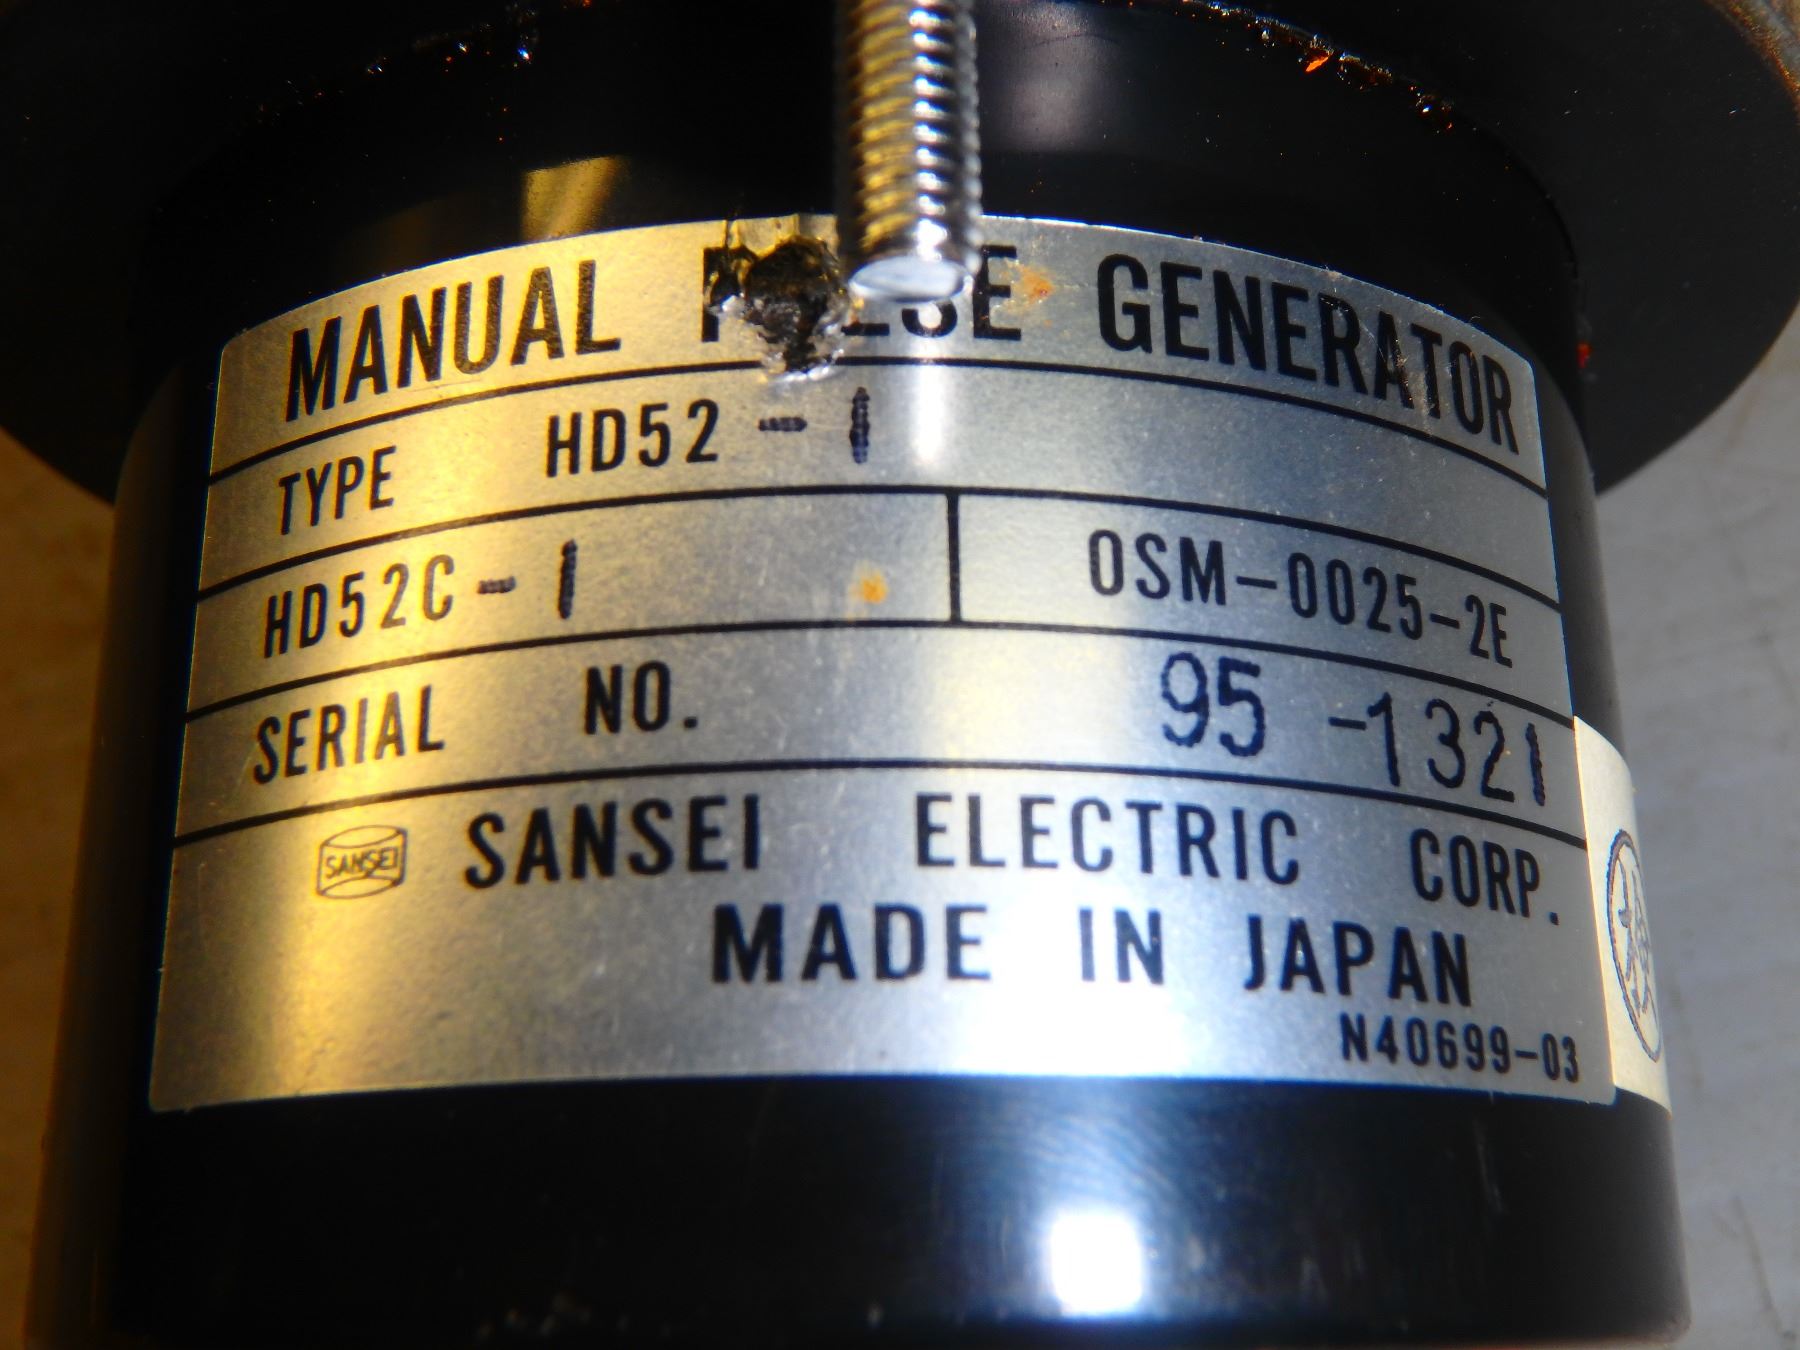 MANUAL PULSE GENERATOR
TYPE HD52-1
HD52C-1 OSM-0025-2E
SERIAL NO. 95-1321
SANSEI SANSEI ELECTRIC CORP.
MADE IN JAPAN
N40699-03